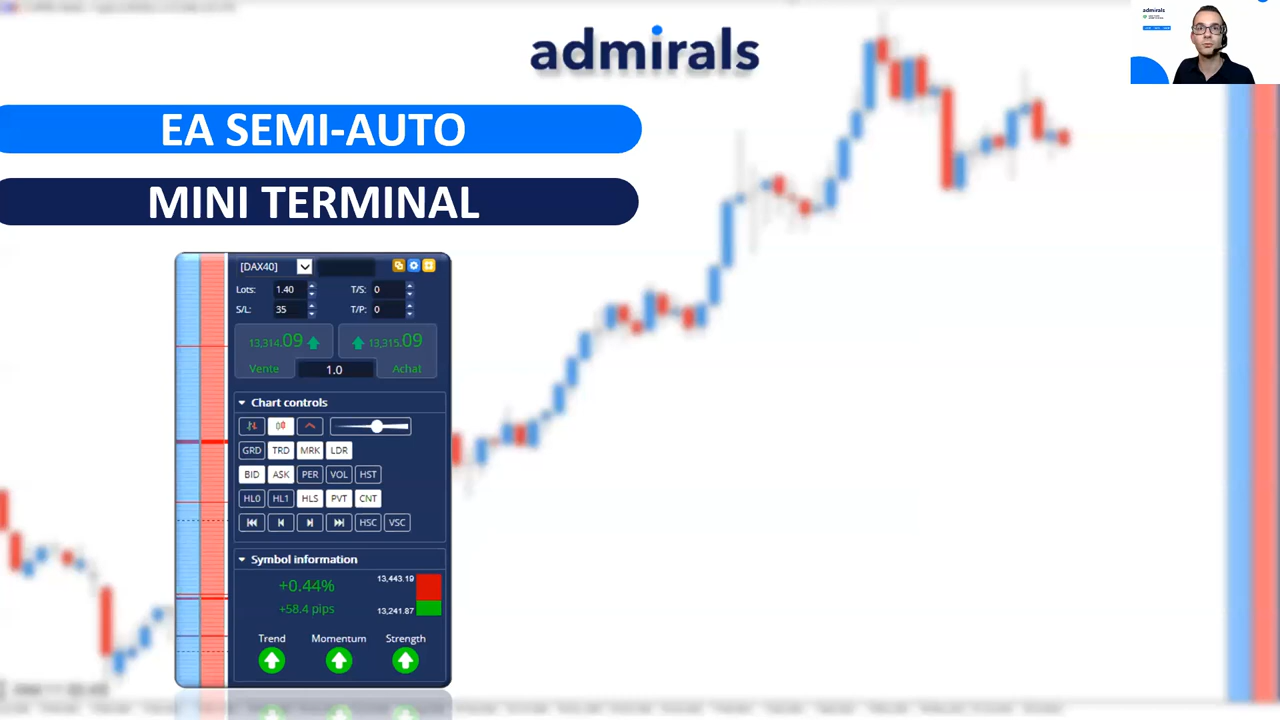 admirals
admirals
EA SEMI-AUTO
MINI TERMINAL
[DAX40]
Lots: 1.40 T/S: 0
S/L: 35 T/P: 0
13,314.09 13,315.09
Vente 1.0 Achat
Chart controls
GRD TRD MRK LDR
BID ASK PER VOL HST
HL0 HL1 HLS PVT CNT
HSC VSC
Symbol information
+0.44% 13,443.19
+58.4 pips 13,241.87
Trend Momentum Strength